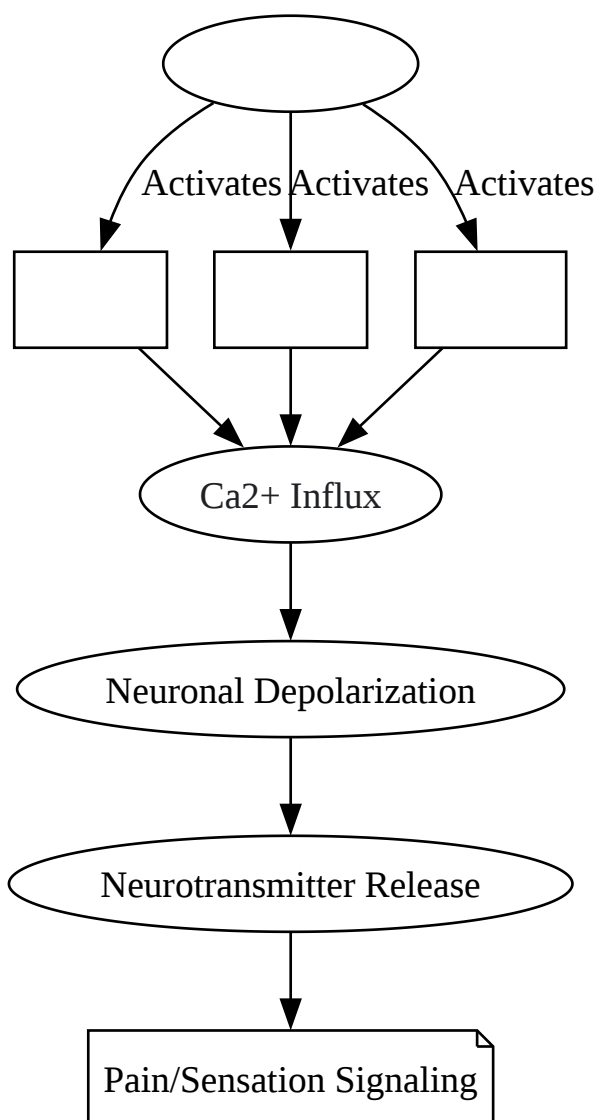 Activates Activates Activates
Ca2+ Influx
Neuronal Depolarization
Neurotransmitter Release
Pain/Sensation Signaling